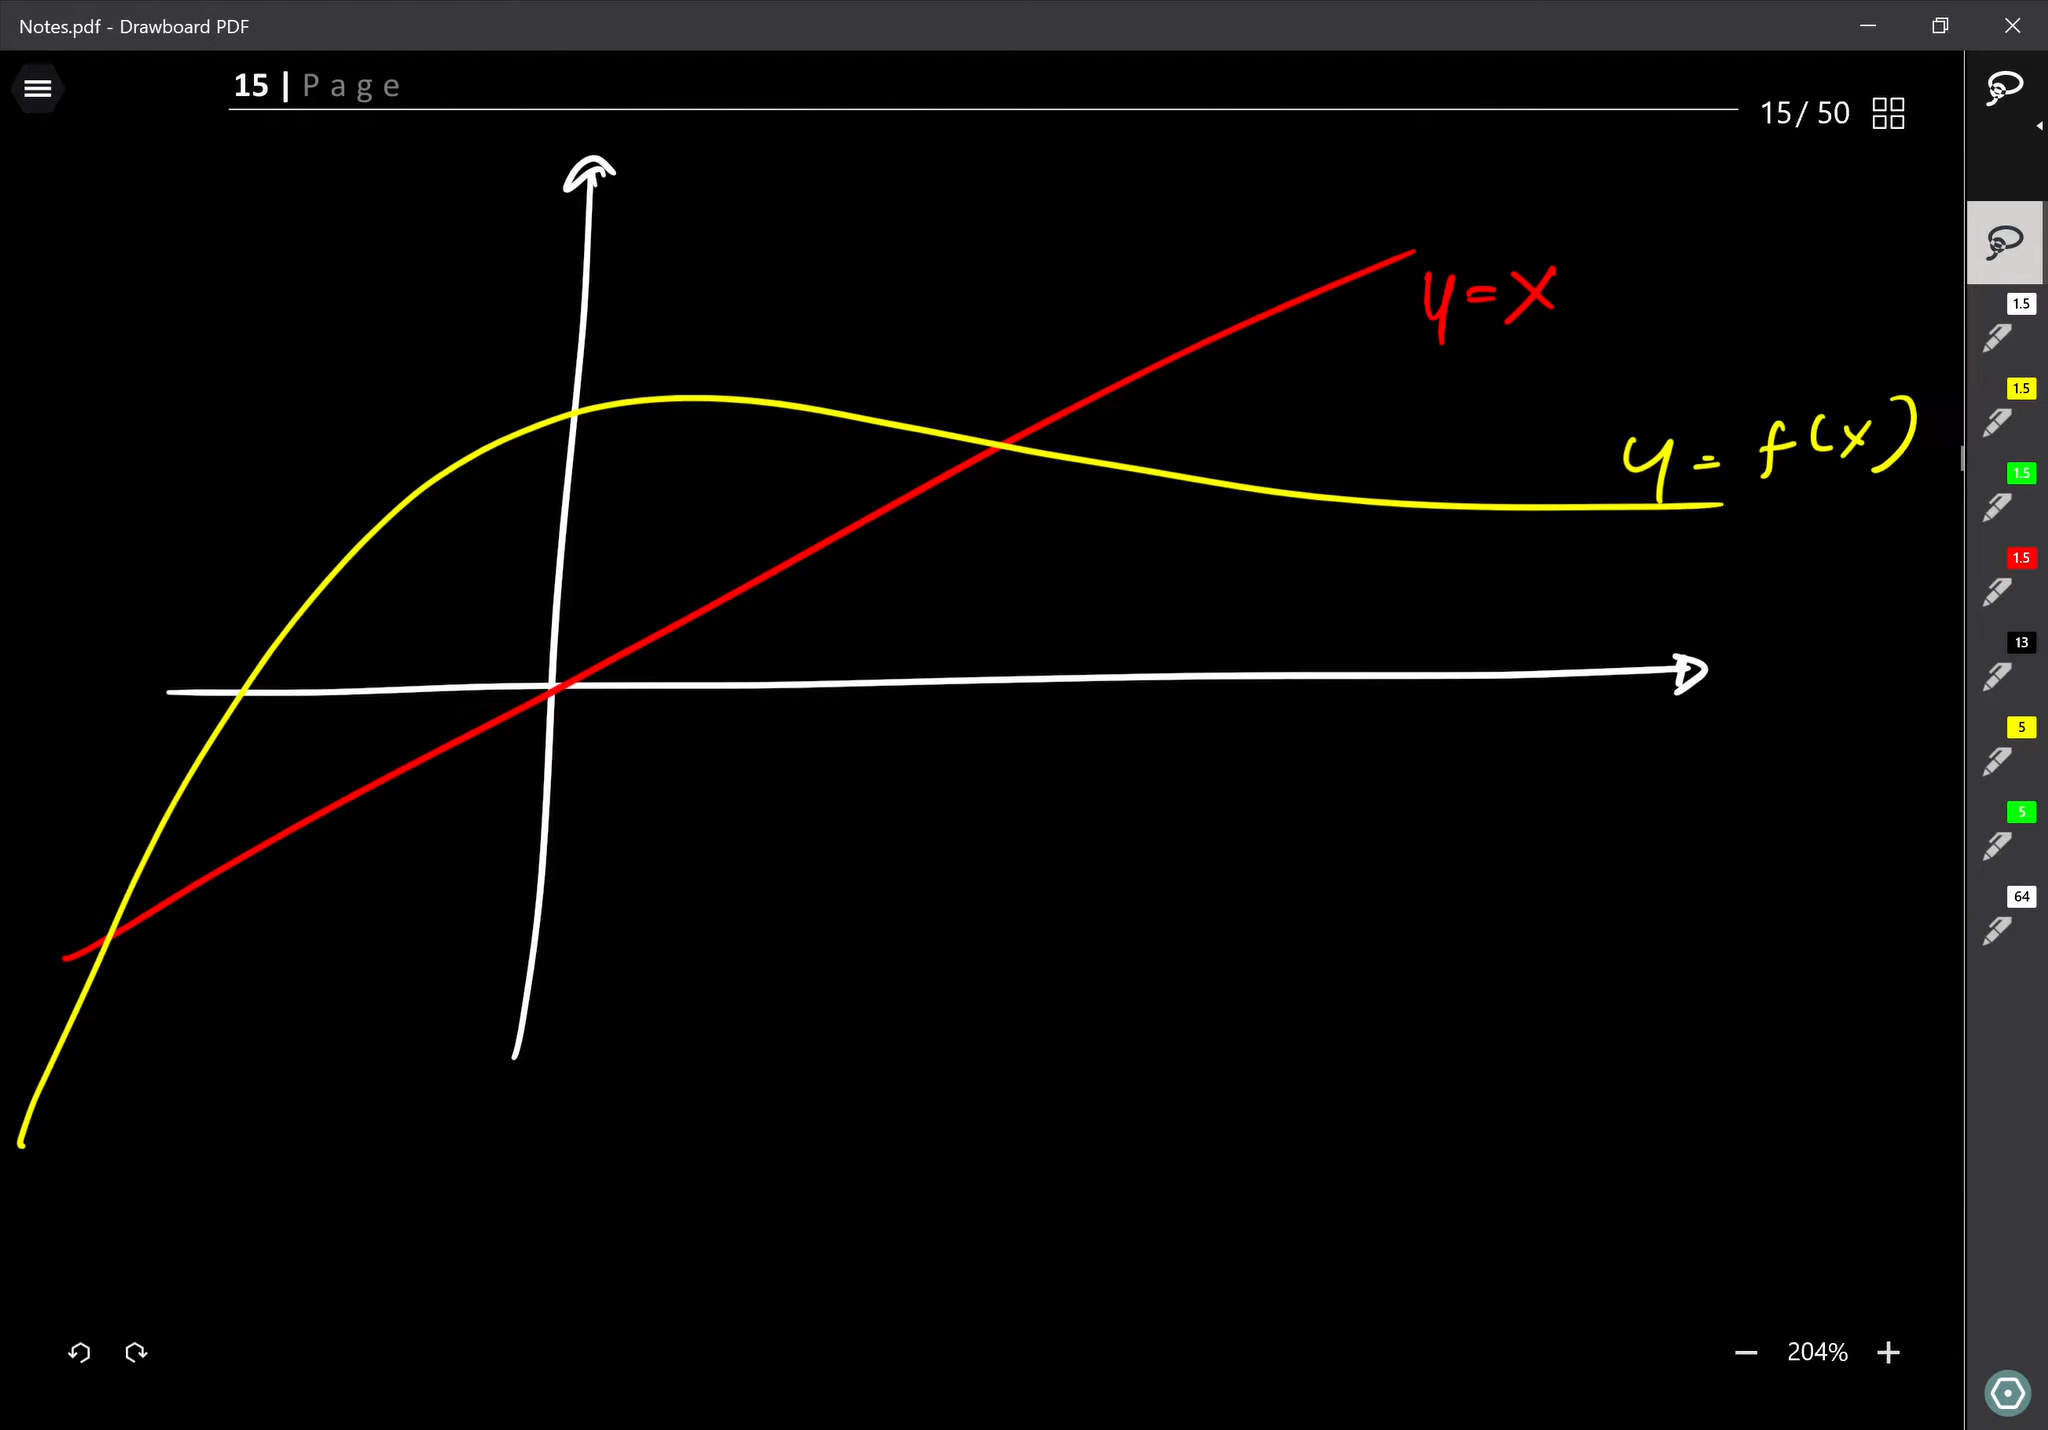 Notes.pdf - Drawboard PDF
15 | Page
15/ 50
y = x
y = f(x)
1.5
1.5
1.5
1.5
13
5
5
64
204%